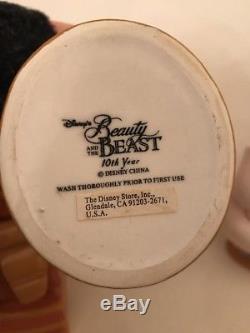 Disney's
Beauty
AND THE BEAST
10th Year
© DISNEY CHINA
WASH THOROUGHLY PRIOR TO FIRST USE
The Disney Store, Inc.,
Glendale, CA 91203-2671,
U.S.A.